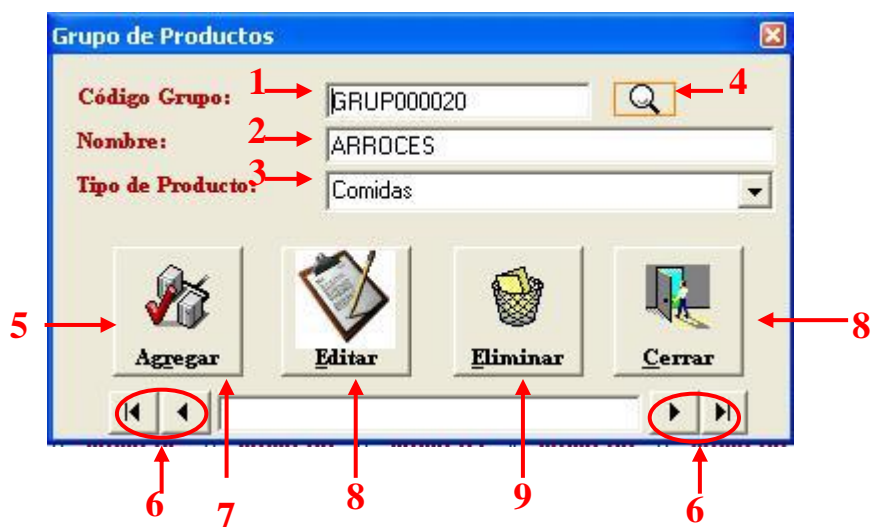 Grupo de Productos
Código Grupo: 1 GRUP000020 4
Nombre: 2 ARROCES
Tipo de Producto: 3 Comidas
5 Agregar Editar Eliminar Cerrar 8
6 7 8 9 6